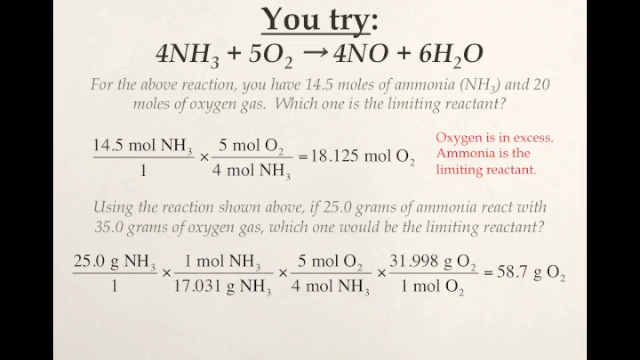 You try:
4NH₃ + 5O₂ → 4NO + 6H₂O
For the above reaction, you have 14.5 moles of ammonia (NH₃) and 20
moles of oxygen gas. Which one is the limiting reactant?
14.5 mol NH₃ / 1 × 5 mol O₂ / 4 mol NH₃ = 18.125 mol O₂
Oxygen is in excess.
Ammonia is the
limiting reactant.
Using the reaction shown above, if 25.0 grams of ammonia react with
35.0 grams of oxygen gas, which one would be the limiting reactant?
25.0 g NH₃ / 1 × 1 mol NH₃ / 17.031 g NH₃ × 5 mol O₂ / 4 mol NH₃ × 31.998 g O₂ / 1 mol O₂ = 58.7 g O₂